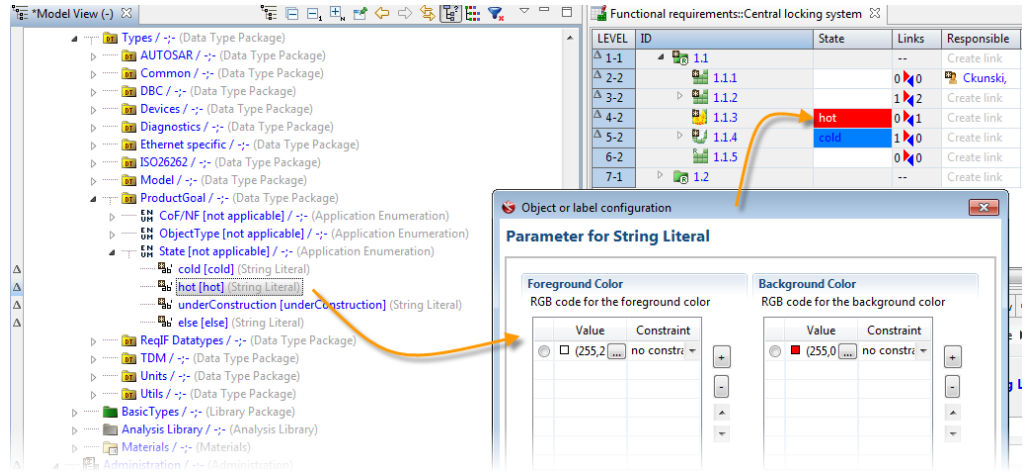 *Model View (-)
Types / -;- (Data Type Package)
AUTOSAR / -;- (Data Type Package)
Common / -;- (Data Type Package)
DBC / -;- (Data Type Package)
Devices / -;- (Data Type Package)
Diagnostics / -;- (Data Type Package)
Ethernet specific / -;- (Data Type Package)
ISO26262 / -;- (Data Type Package)
Model / -;- (Data Type Package)
ProductGoal / -;- (Data Type Package)
CoF/NF [not applicable] / -;- (Application Enumeration)
ObjectType [not applicable] / -;- (Application Enumeration)
State [not applicable] / -;- (Application Enumeration)
cold [cold] (String Literal)
hot [hot] (String Literal)
underConstruction [underConstruction] (String Literal)
else [else] (String Literal)
ReqIF Datatypes / -;- (Data Type Package)
TDM / -;- (Data Type Package)
Units / -;- (Data Type Package)
Utils / -;- (Data Type Package)
BasicTypes / -;- (Library Package)
Analysis Library / -;- (Analysis Library)
Materials / -;- (Materials)
Administration / -;- (Administration)
Functional requirements::Central locking system
LEVEL ID State Links Responsible
1-1 1.1 -- Create link
2-2 1.1.1 0 0 Ckunski,
3-2 1.1.2 1 2 Create link
4-2 1.1.3 hot 0 1 Create link
5-2 1.1.4 cold 1 0 Create link
6-2 1.1.5 0 0 Create link
7-1 1.2 -- Create link
Object or label configuration
Parameter for String Literal
Foreground Color
RGB code for the foreground color
Value Constraint
(255,2 ... no constra
+
-
Background Color
RGB code for the background color
Value Constraint
(255,0 ... no constra
+
-